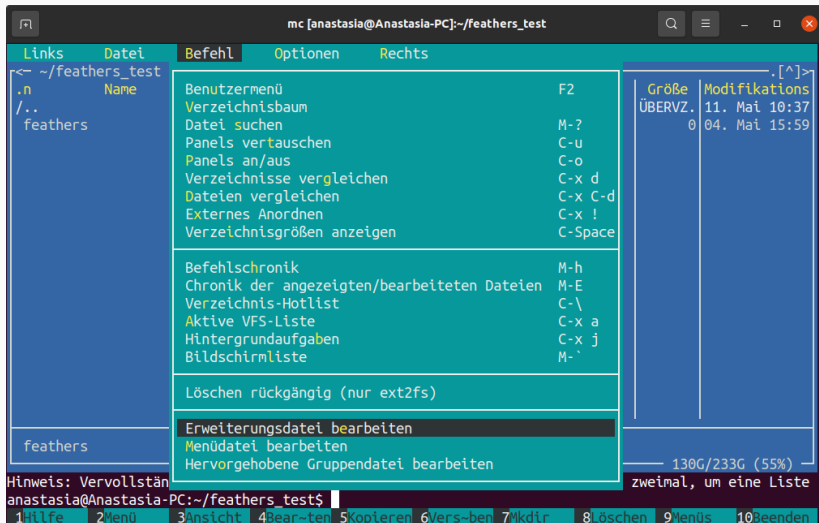 mc [anastasia@Anastasia-PC]:~/feathers_test
Links Datei Befehl Optionen Rechts
<─ ~/feathers_test .[^]>
.n Name Größe Modifikations
/.. ÜBERVZ. 11. Mai 10:37
feathers 0 04. Mai 15:59
Benutzermenü F2
Verzeichnisbaum
Datei suchen M-?
Panels vertauschen C-u
Panels an/aus C-o
Verzeichnisse vergleichen C-x d
Dateien vergleichen C-x C-d
Externes Anordnen C-x !
Verzeichnisgrößen anzeigen C-Space
Befehlschronik M-h
Chronik der angezeigten/bearbeiteten Dateien M-E
Verzeichnis-Hotlist C-\
Aktive VFS-Liste C-x a
Hintergrundaufgaben C-x j
Bildschirmliste M-`
Löschen rückgängig (nur ext2fs)
Erweiterungsdatei bearbeiten
feathers Menüdatei bearbeiten
Hervorgehobene Gruppendatei bearbeiten 130G/233G (55%)
Hinweis: Vervollstän zweimal, um eine Liste
anastasia@Anastasia-PC:~/feathers_test$
1Hilfe 2Menü 3Ansicht 4Bear~ten 5Kopieren 6Vers~ben 7Mkdir 8Löschen 9Menüs 10Beenden